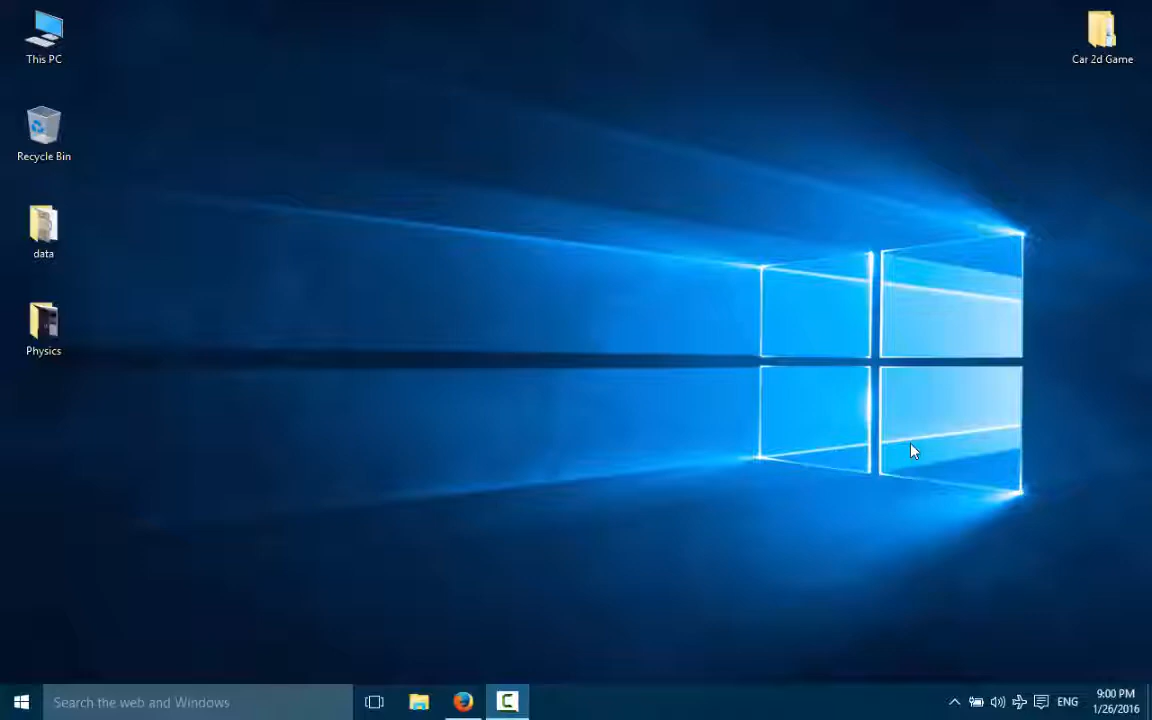 This PC
Car 2d Game
Recycle Bin
data
Physics
Search the web and Windows
ENG
9:00 PM
1/26/2016